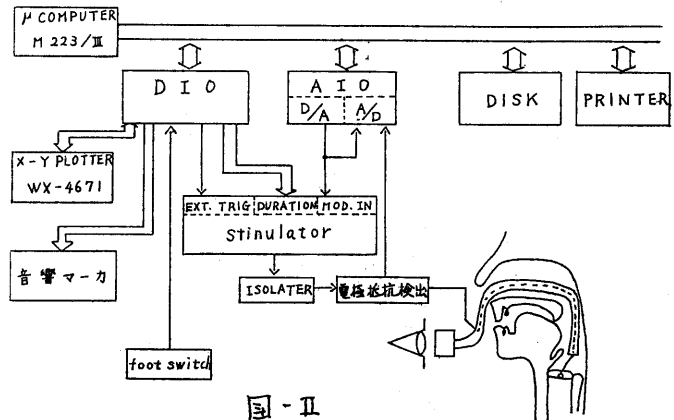 μ COMPUTER
M 223/Ⅲ
D I O
A I O
D/A
A/D
DISK
PRINTER
X-Y PLOTTER
WX-4671
EXT. TRIG
DURATION
MOD. IN
Stinulator
音響マーカ
ISOLATER
電極抵抗検出
foot switch
図-Ⅱ